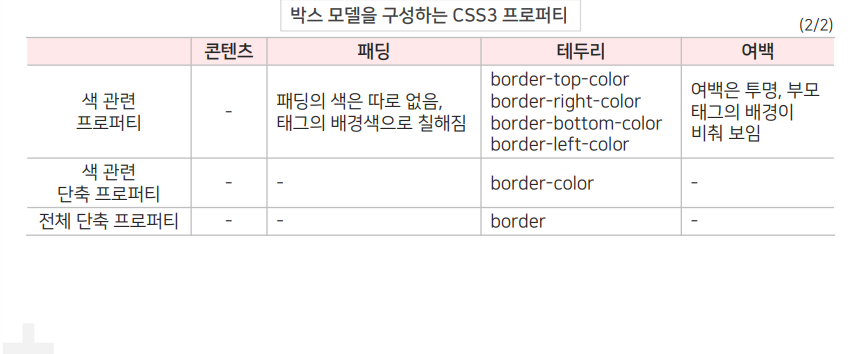 박스 모델을 구성하는 CSS3 프로퍼티
(2/2)
콘텐츠 패딩 테두리 여백
색 관련
프로퍼티
-
패딩의 색은 따로 없음,
태그의 배경색으로 칠해짐
border-top-color
border-right-color
border-bottom-color
border-left-color
여백은 투명, 부모
태그의 배경이
비춰 보임
색 관련
단축 프로퍼티
- - border-color -
전체 단축 프로퍼티 - - border -